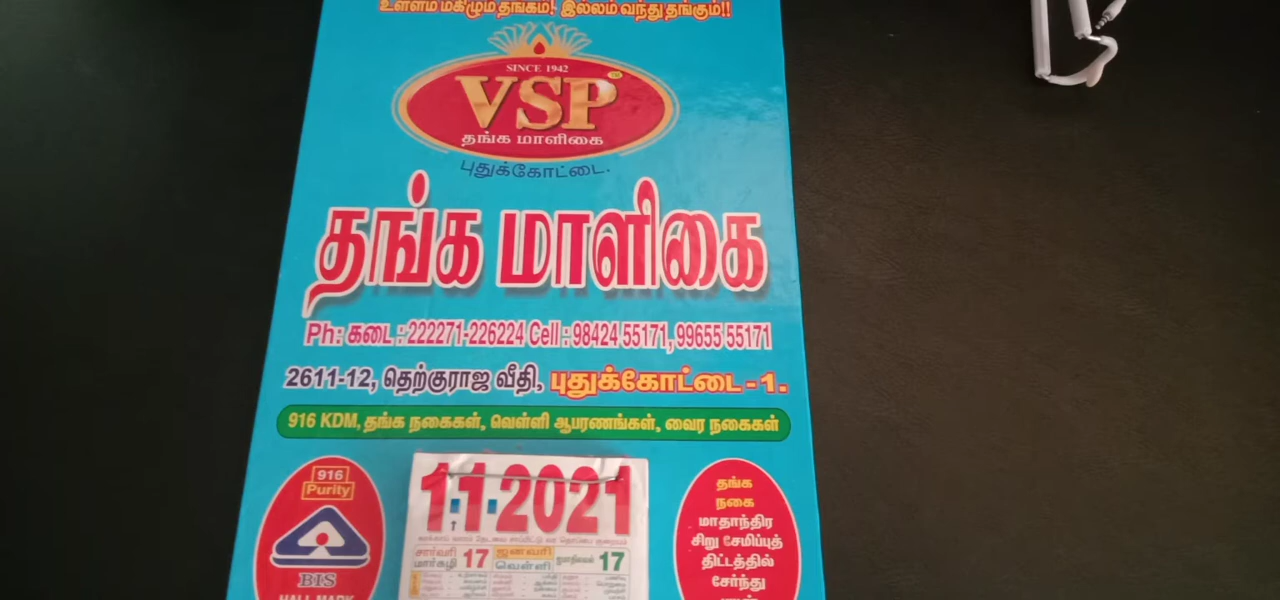 உள்ளம் மகிழும் தங்கம்! இல்லம் வந்து தங்கும்!!
SINCE 1942
VSP
தங்க மாளிகை
புதுக்கோட்டை.
தங்க மாளிகை
Ph: கடை : 222271-226224 Cell : 98424 55171, 99655 55171
2611-12, தெற்குராஜ வீதி, புதுக்கோட்டை - 1.
916 KDM, தங்க நகைகள், வெள்ளி ஆபரணங்கள், வைர நகைகள்
916
Purity
BIS
HALL MARK
1-1-2021
சார்வரி
மார்கழி 17
ஜனவரி
வெள்ளி
17
தங்க
நகை
மாதாந்திர
சிறு சேமிப்புத்
திட்டத்தில்
சேர்ந்து